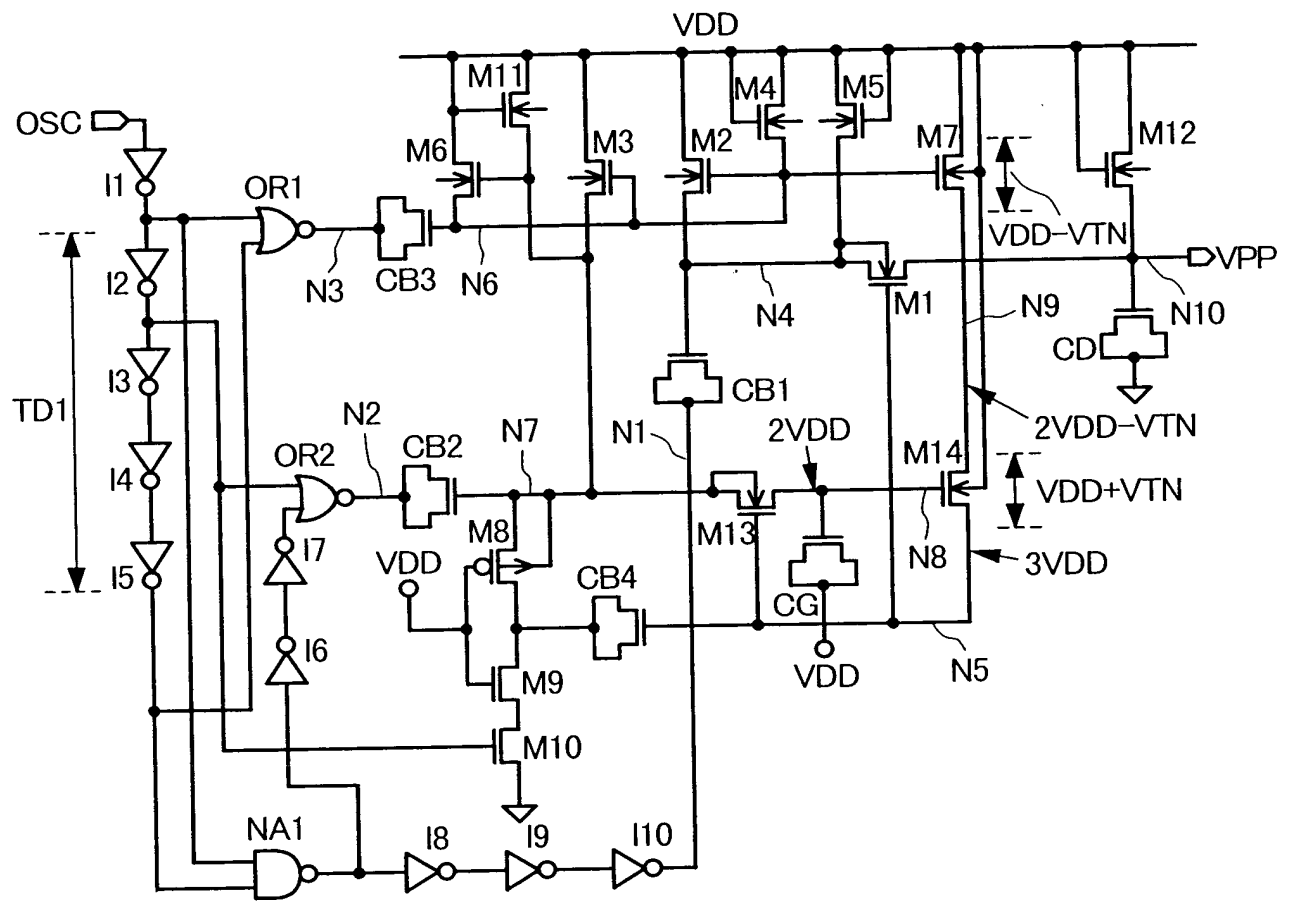 VDD
M11
M4
M5
OSC
M7
M12
M6
M3
M2
I1
OR1
VDD−VTN
N3
CB3
N6
VPP
I2
N4
M1
N10
N9
CD
I3
TD1
CB1
N2
CB2
N7
N1
2VDD
2VDD−VTN
OR2
M14
I4
VDD+VTN
M8
M13
N8
I7
VDD
I5
CB4
CG
3VDD
I6
VDD
N5
M9
M10
NA1
I8
I9
I10